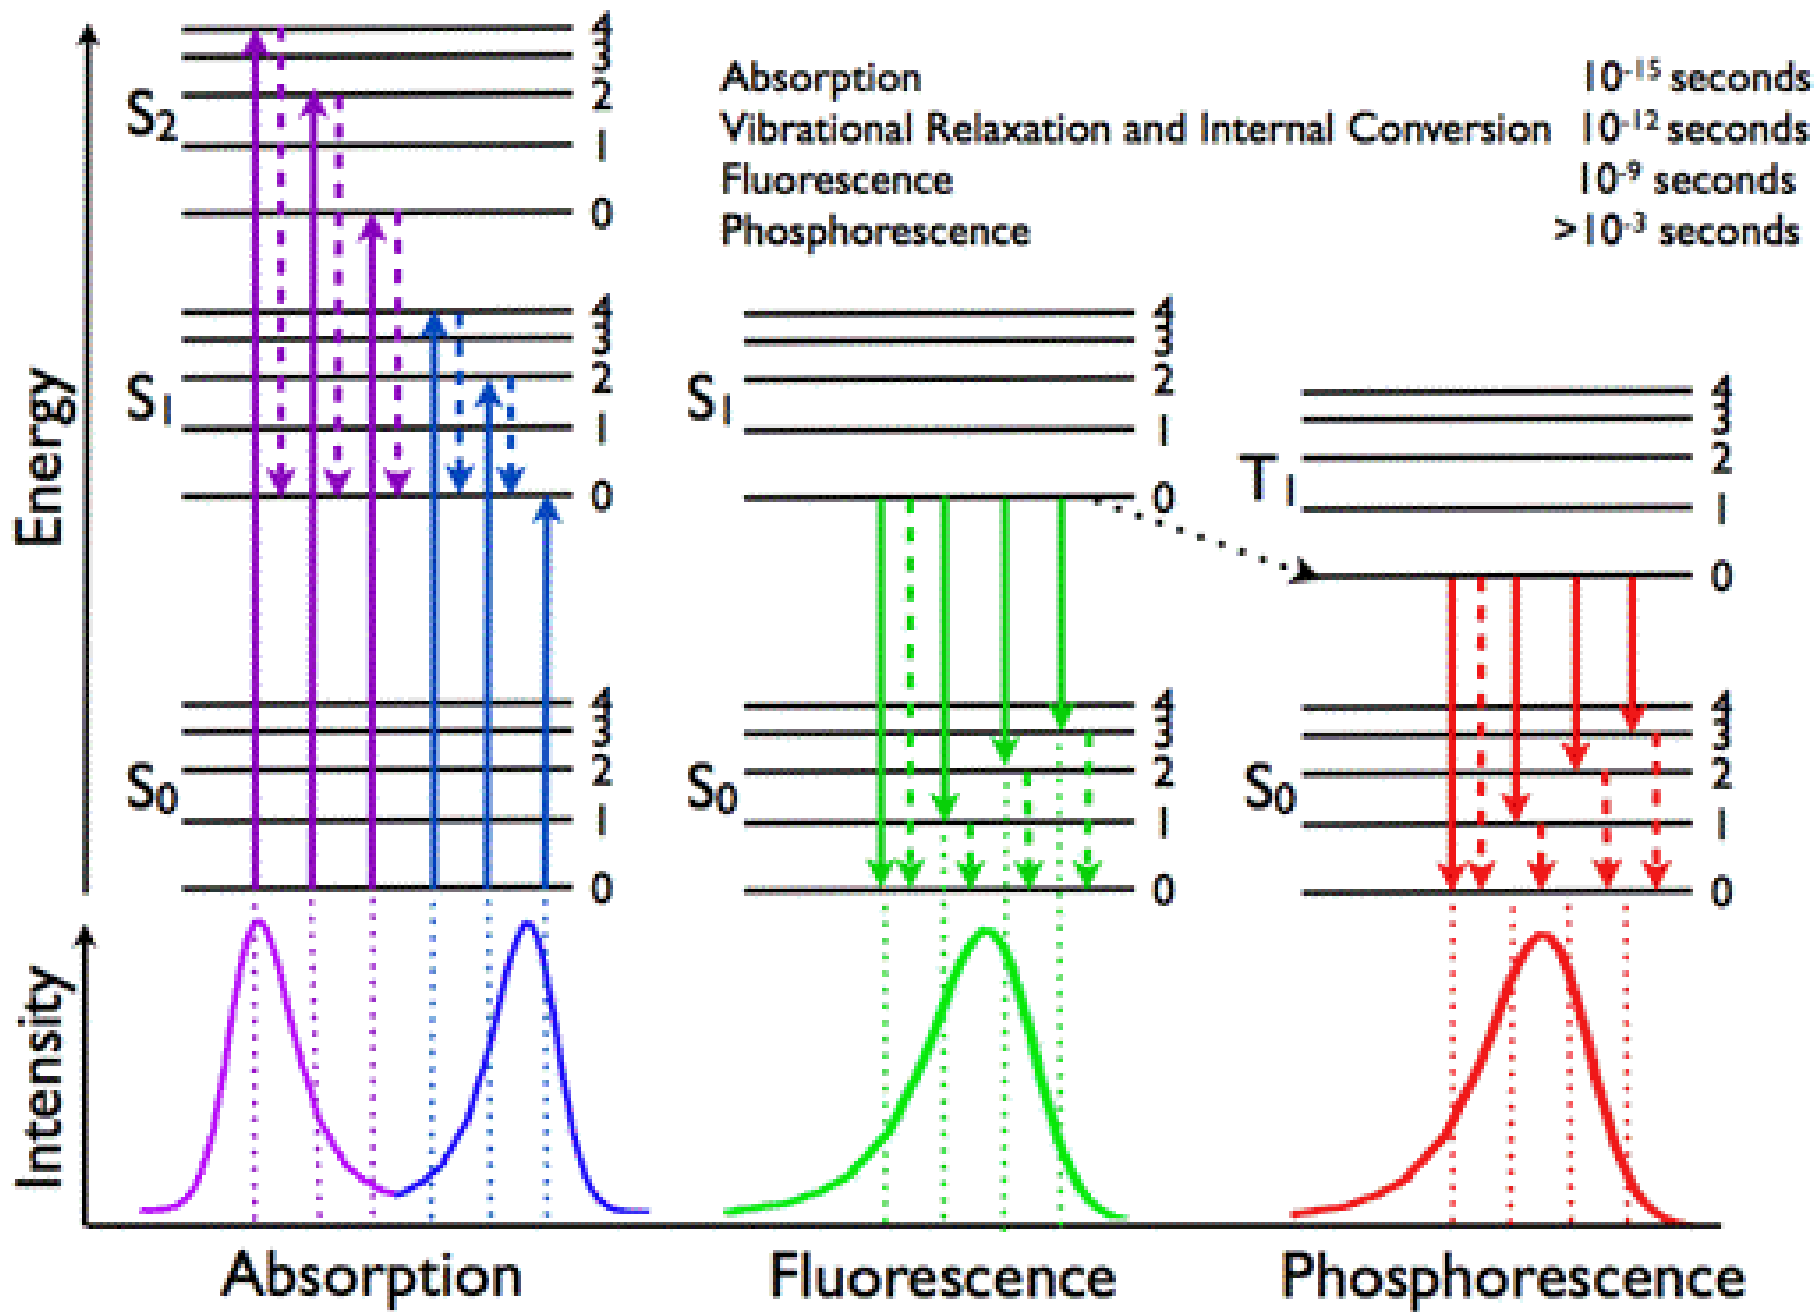 Absorption 10-15 seconds
Vibrational Relaxation and Internal Conversion 10-12 seconds
Fluorescence 10-9 seconds
Phosphorescence >10-3 seconds
Energy
S2
4
3
2
1
0
S1
4
3
2
1
0
S0
4
3
2
1
0
S1
4
3
2
1
0
S0
4
3
2
1
0
T1
4
3
2
1
0
S0
4
3
2
1
0
Intensity
Absorption
Fluorescence
Phosphorescence